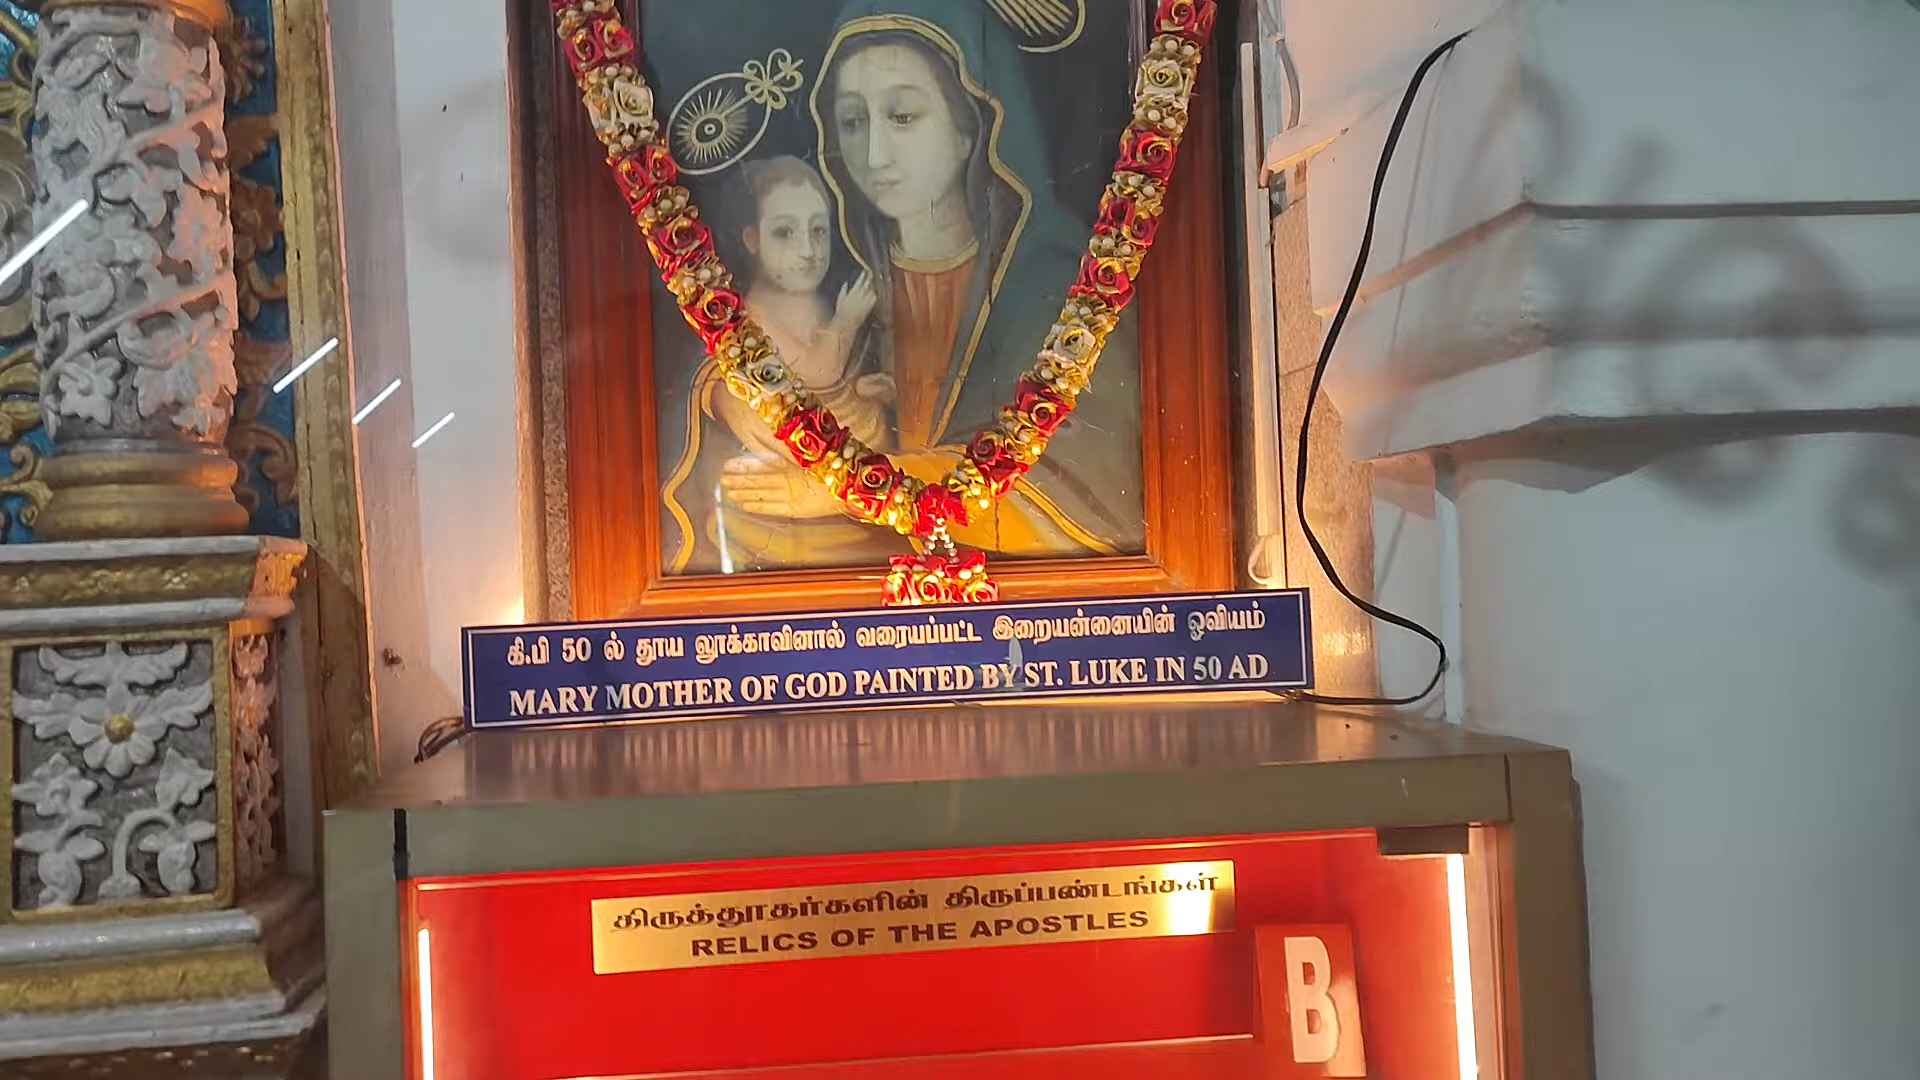 கி.பி 50 ல் தூய லூக்காவினால் வரையப்பட்ட இறையன்னையின் ஓவியம்
MARY MOTHER OF GOD PAINTED BY ST. LUKE IN 50 AD
திருத்தூதர்களின் திருப்பண்டங்கள்
RELICS OF THE APOSTLES
B